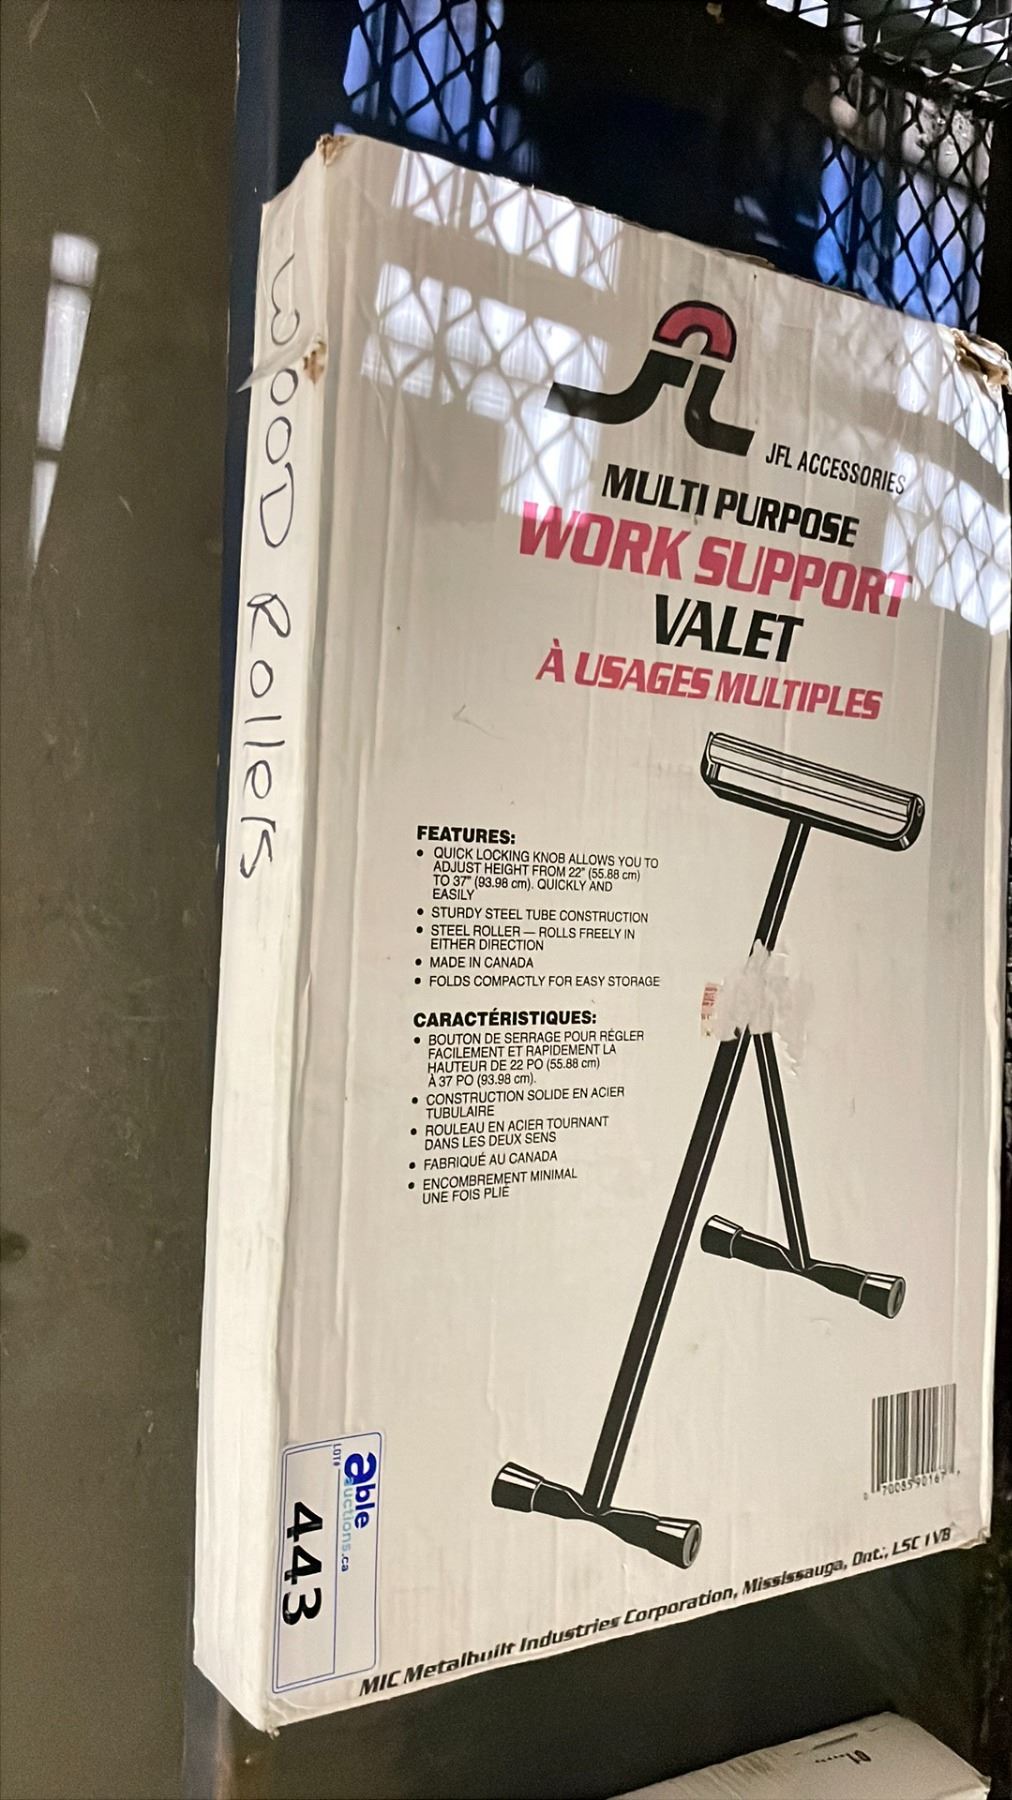 WOOD Rollers
JFL
JFL ACCESSORIES
MULTI PURPOSE
WORK SUPPORT
VALET
À USAGES MULTIPLES
FEATURES:
• QUICK LOCKING KNOB ALLOWS YOU TO
ADJUST HEIGHT FROM 22" (55.88 cm)
TO 37" (93.98 cm). QUICKLY AND
EASILY
• STURDY STEEL TUBE CONSTRUCTION
• STEEL ROLLER — ROLLS FREELY IN
EITHER DIRECTION
• MADE IN CANADA
• FOLDS COMPACTLY FOR EASY STORAGE
CARACTÉRISTIQUES:
• BOUTON DE SERRAGE POUR RÉGLER
FACILEMENT ET RAPIDEMENT LA
HAUTEUR DE 22 PO (55.88 cm)
À 37 PO (93.98 cm).
• CONSTRUCTION SOLIDE EN ACIER
TUBULAIRE
• ROULEAU EN ACIER TOURNANT
DANS LES DEUX SENS
• FABRIQUÉ AU CANADA
• ENCOMBREMENT MINIMAL
UNE FOIS PLIÉ
able
auctions.ca
LOT#
443
MIC Metalbuilt Industries Corporation, Mississauga, Ont., L5C 1V8